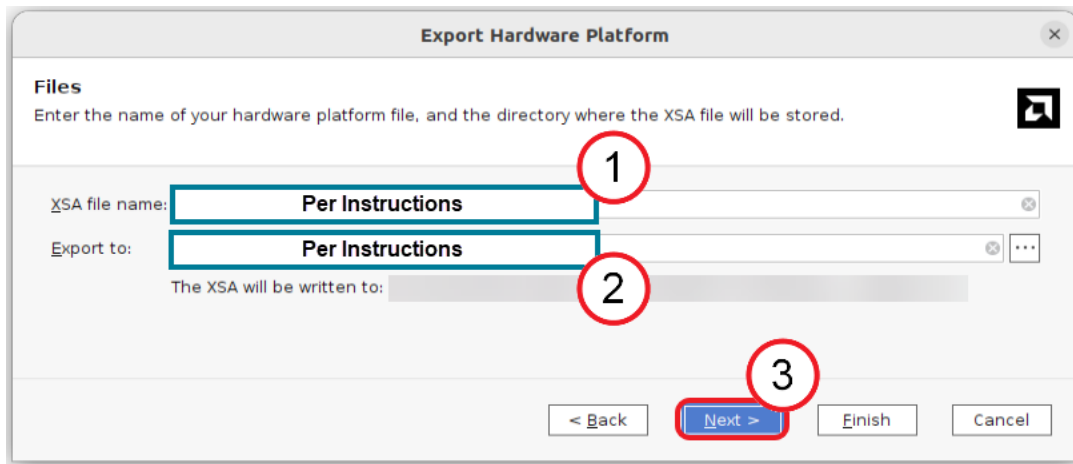 Export Hardware Platform
Files
Enter the name of your hardware platform file, and the directory where the XSA file will be stored.
1
XSA file name: Per Instructions
Export to: Per Instructions ...
The XSA will be written to:
2
3
< Back Next > Finish Cancel